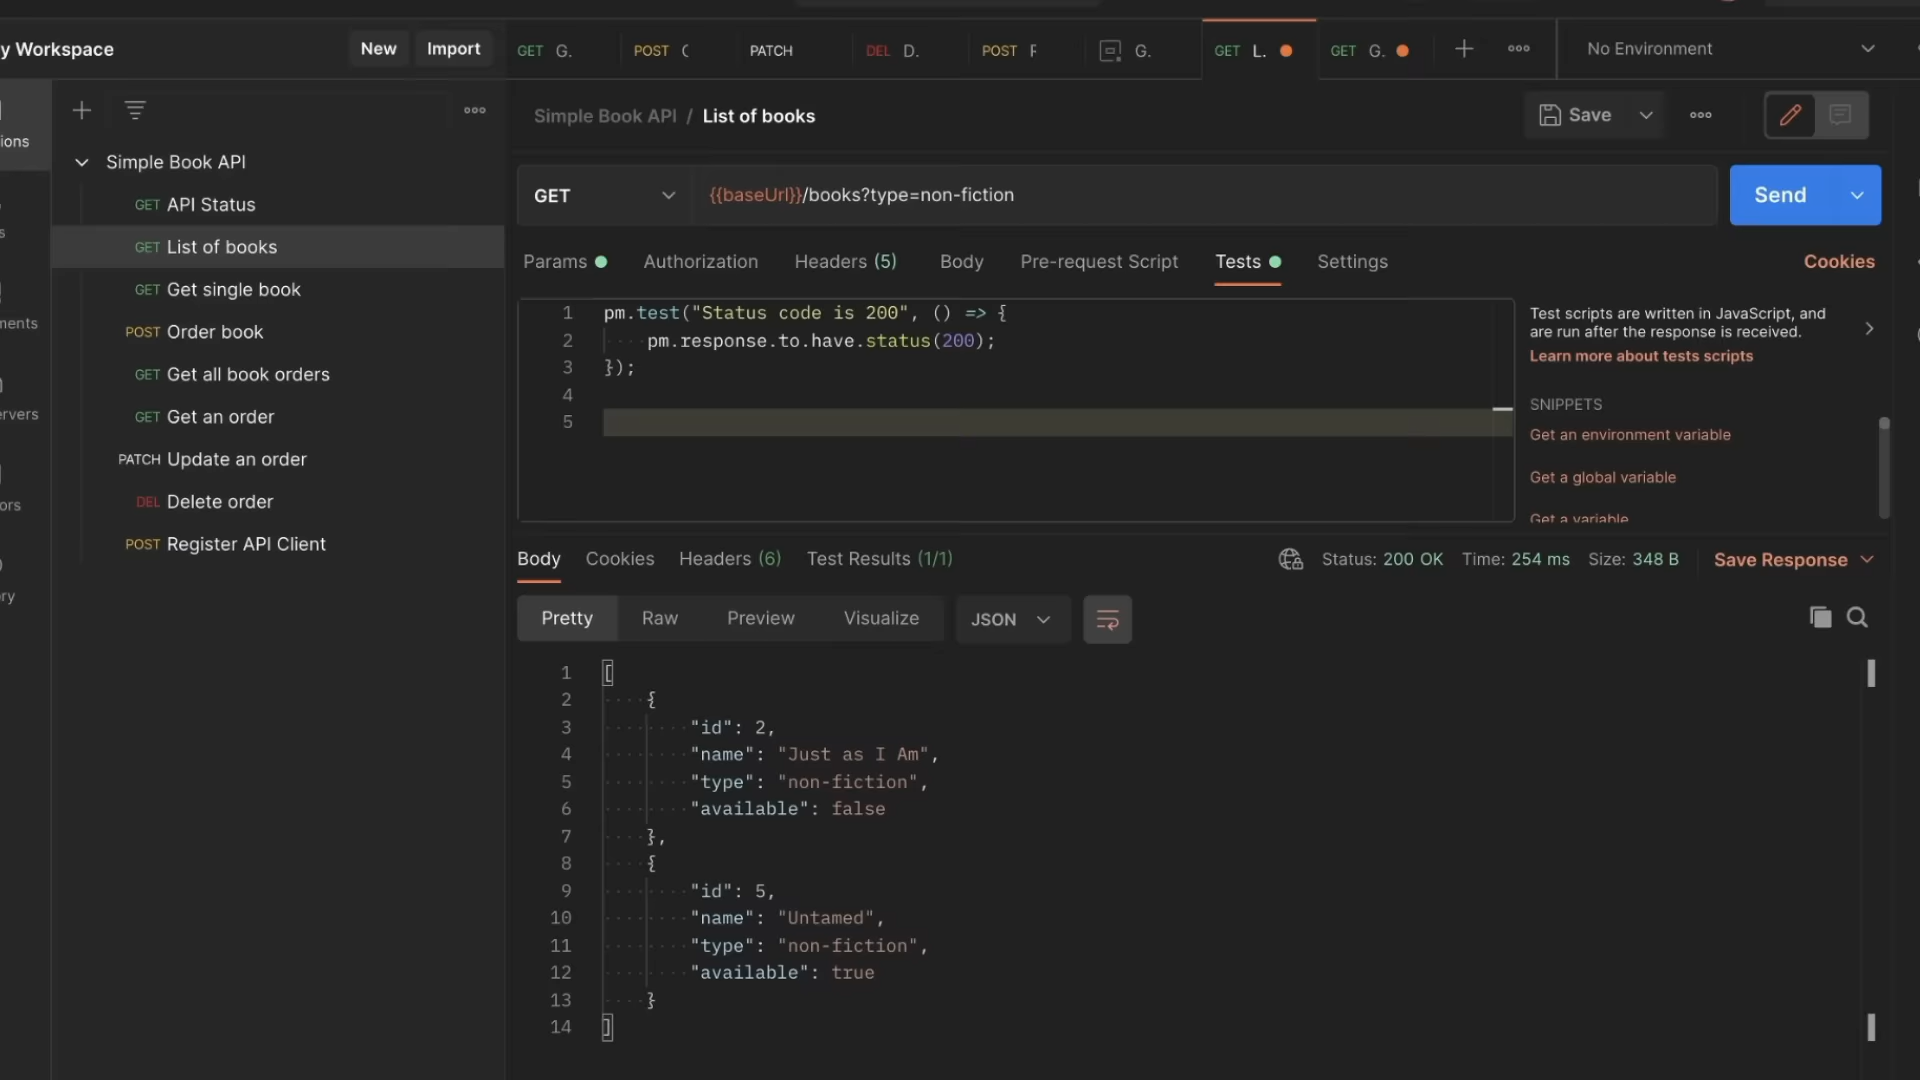 y Workspace
New
Import
GET G.
POST
PATCH
DEL D.
POST
G.
GET L.
GET G.
No Environment
ions
s
ments
ervers
ors
ry
Simple Book API
GET API Status
GET List of books
GET Get single book
POST Order book
GET Get all book orders
GET Get an order
PATCH Update an order
DEL Delete order
POST Register API Client
Simple Book API / List of books
Save
GET
{{baseUrl}}/books?type=non-fiction
Send
Params
Authorization
Headers (5)
Body
Pre-request Script
Tests
Settings
Cookies
1 pm.test("Status code is 200", () => {
2 pm.response.to.have.status(200);
3 });
4
5
Test scripts are written in JavaScript, and
are run after the response is received.
Learn more about tests scripts
SNIPPETS
Get an environment variable
Get a global variable
Get a variable
Body
Cookies
Headers (6)
Test Results (1/1)
Status: 200 OK
Time: 254 ms
Size: 348 B
Save Response
Pretty
Raw
Preview
Visualize
JSON
1 [
2 {
3 "id": 2,
4 "name": "Just as I Am",
5 "type": "non-fiction",
6 "available": false
7 },
8 {
9 "id": 5,
10 "name": "Untamed",
11 "type": "non-fiction",
12 "available": true
13 }
14 ]